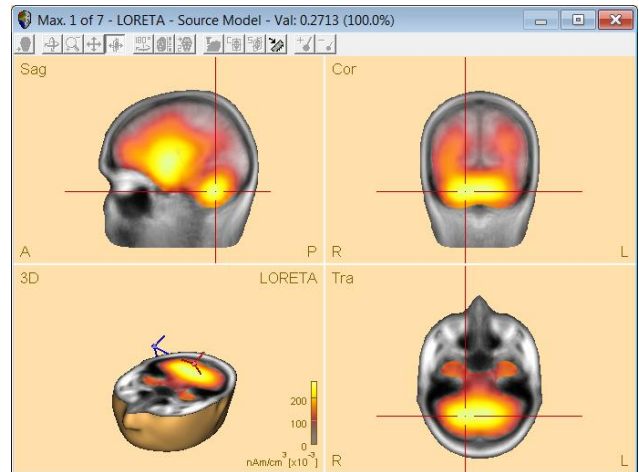 Max. 1 of 7 - LORETA - Source Model - Val: 0.2713 (100.0%)
Sag
A
P
Cor
R
L
3D
LORETA
200
100
0
nAm/cm³ [x10⁻³]
Tra
R
L